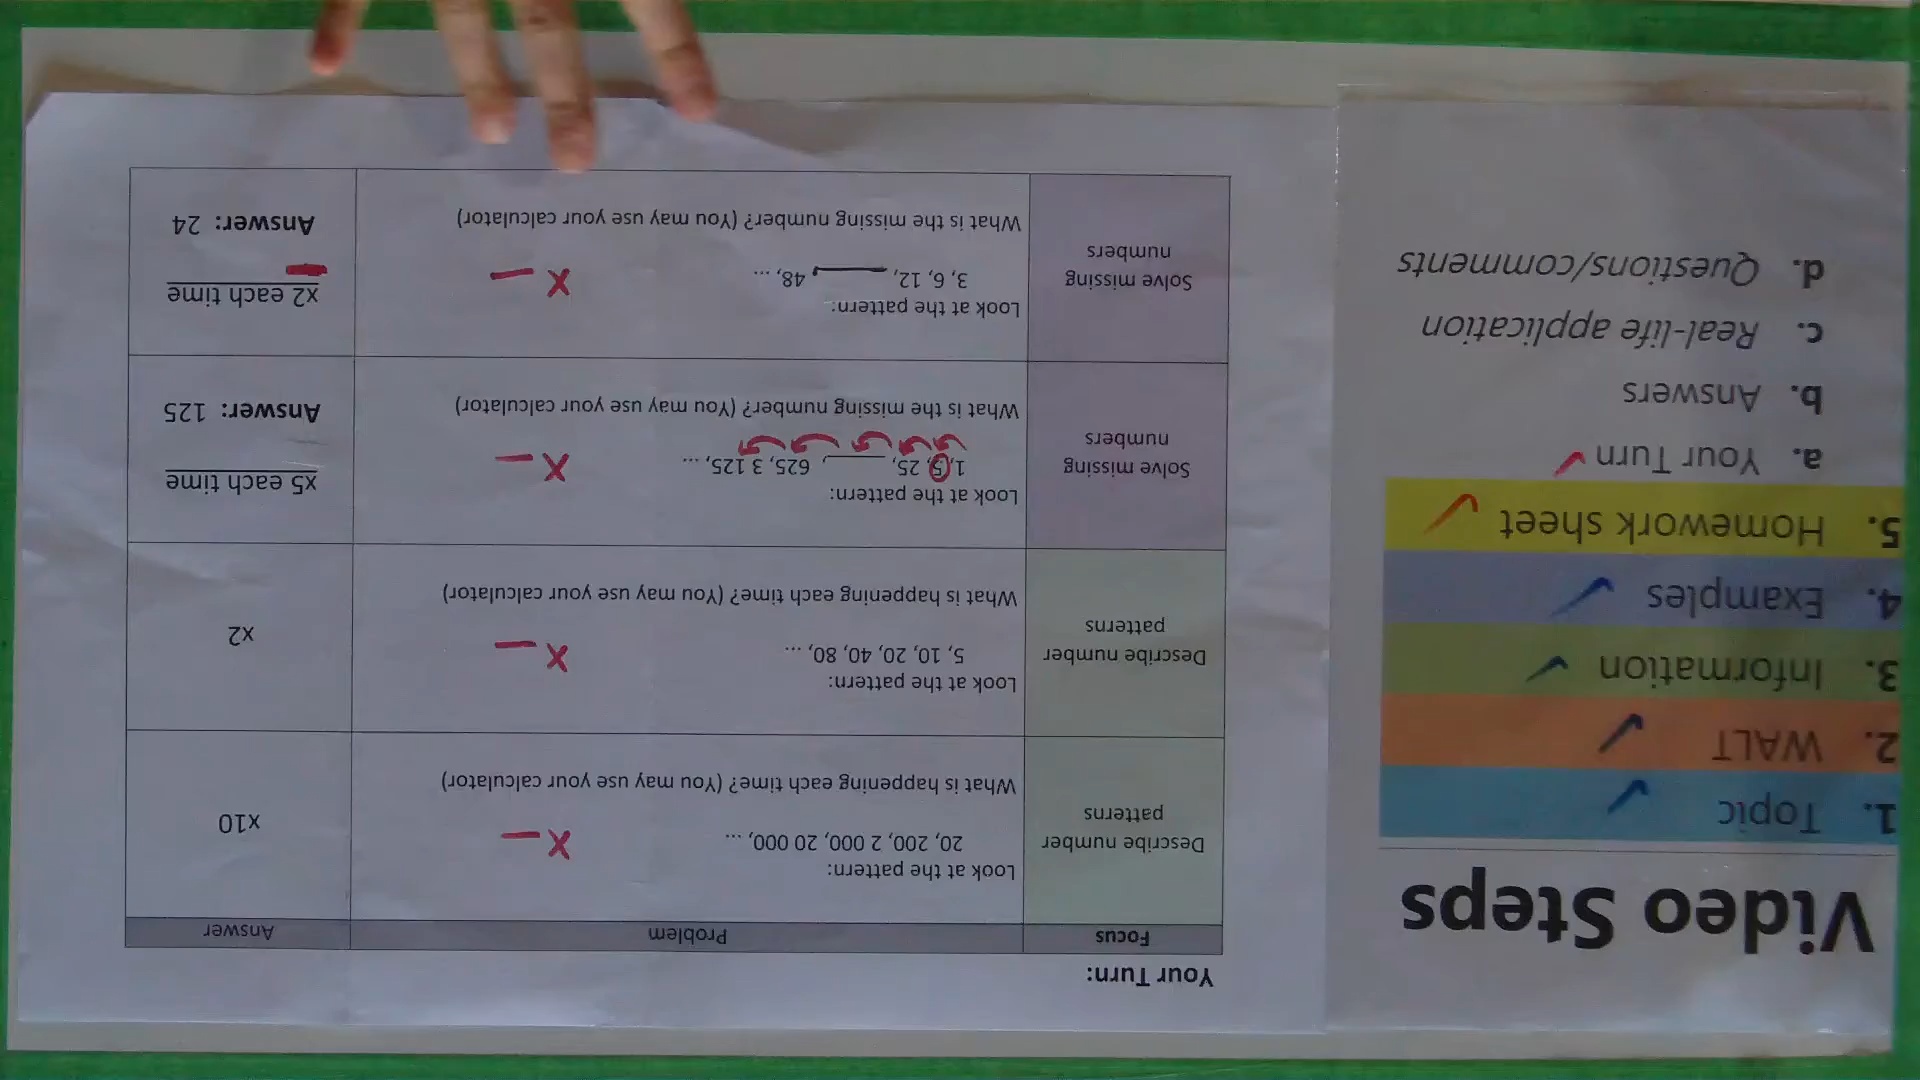 Video Steps
1. Topic ✓
2. WALT ✓
3. Information ✓
4. Examples ✓
5. Homework sheet ✓
a. Your Turn ✓
b. Answers
c. Real-life application
d. Questions/comments
Your Turn:
Focus Problem Answer
Describe number patterns
Look at the pattern:
20, 200, 2 000, 20 000, ...
X –
What is happening each time? (You may use your calculator)
x10
Describe number patterns
Look at the pattern:
5, 10, 20, 40, 80, ...
X –
What is happening each time? (You may use your calculator)
x2
Solve missing numbers
Look at the pattern:
1, 5, 25, ______, 625, 3 125, ...
X –
What is the missing number? (You may use your calculator)
x5 each time
Answer: 125
Solve missing numbers
Look at the pattern:
3, 6, 12, ______, 48, ...
X –
What is the missing number? (You may use your calculator)
x2 each time
Answer: 24